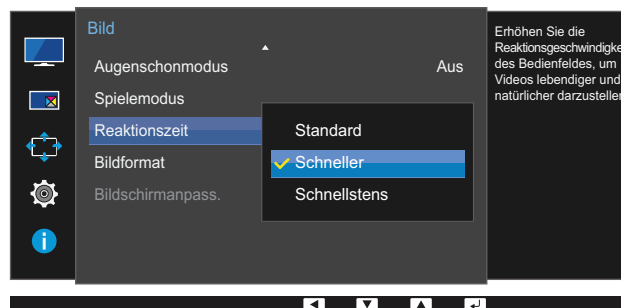 Bild
Augenschonmodus Aus
Spielemodus
Reaktionszeit Standard
Schneller
Bildformat
Bildschirmanpass. Schnellstens
Erhöhen Sie die
Reaktionsgeschwindigke
des Bedienfeldes, um
Videos lebendiger und
natürlicher darzusteller